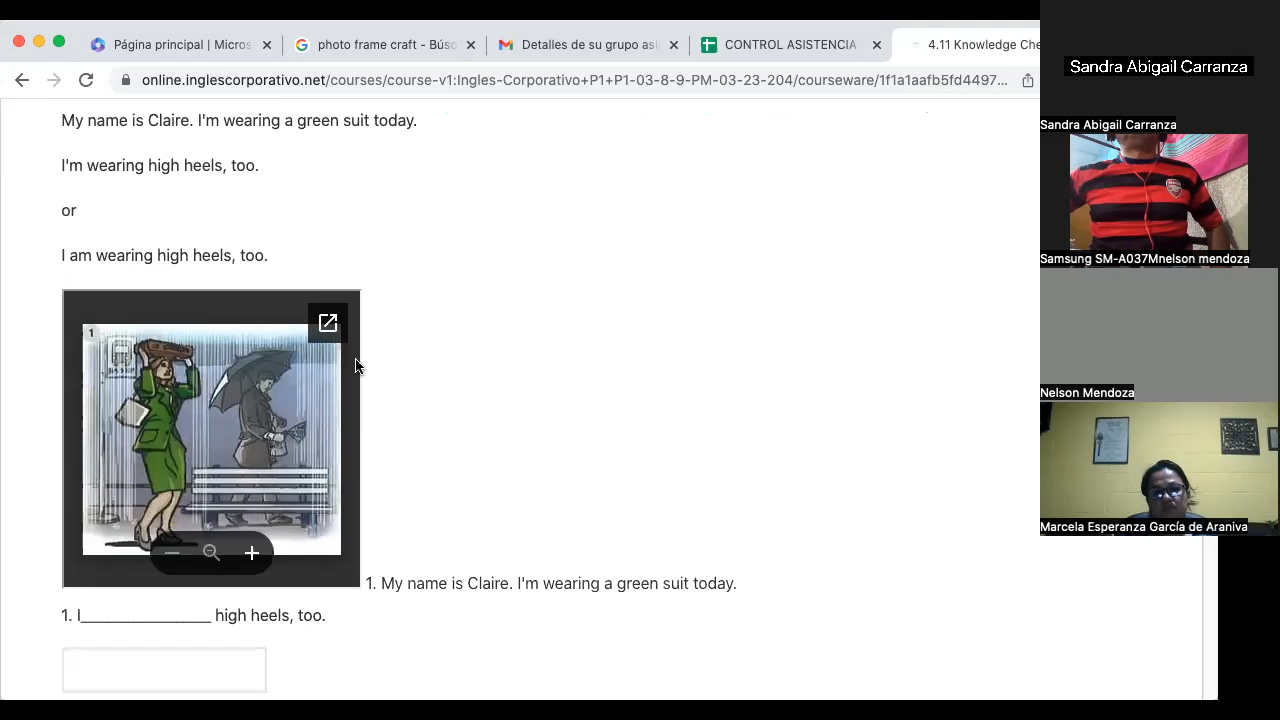 Página principal | Micros
photo frame craft - Búsq
Detalles de su grupo asig
CONTROL ASISTENCIA
4.11 Knowledge Che
online.inglescorporativo.net/courses/course-v1:Ingles-Corporativo+P1+P1-03-8-9-PM-03-23-204/courseware/1f1a1aafb5fd4497...
My name is Claire. I'm wearing a green suit today.
I'm wearing high heels, too.
or
I am wearing high heels, too.
1
1. My name is Claire. I'm wearing a green suit today.
1. I__________________ high heels, too.
Sandra Abigail Carranza
Sandra Abigail Carranza
Samsung SM-A037Mnelson mendoza
Nelson Mendoza
Marcela Esperanza García de Araniva